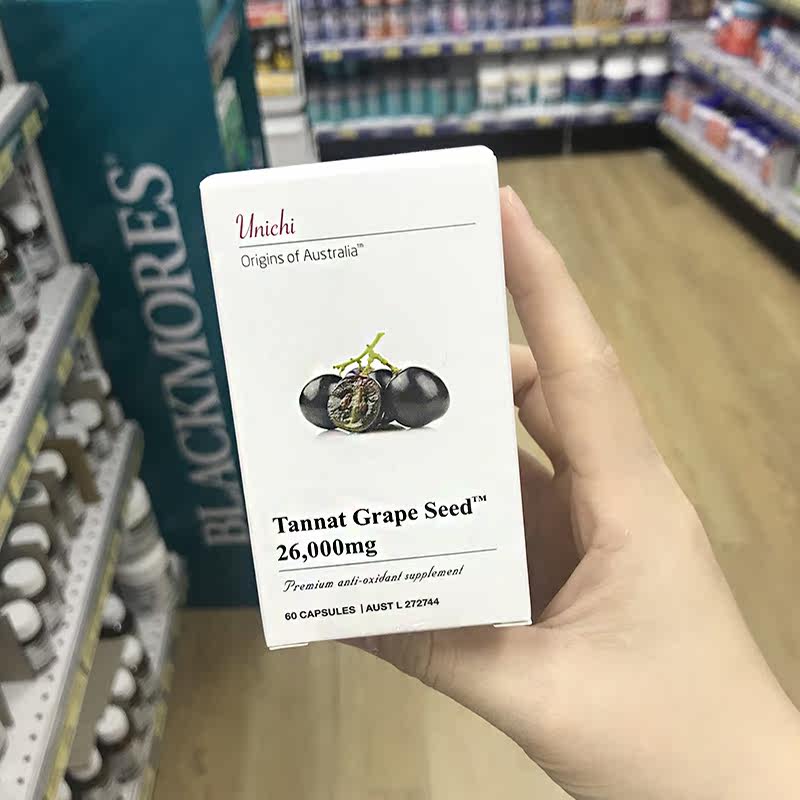 BLACKMORES
Unichi
Origins of Australia™
Tannat Grape Seed™
26,000mg
Premium anti-oxidant supplement
60 CAPSULES | AUST L 272744